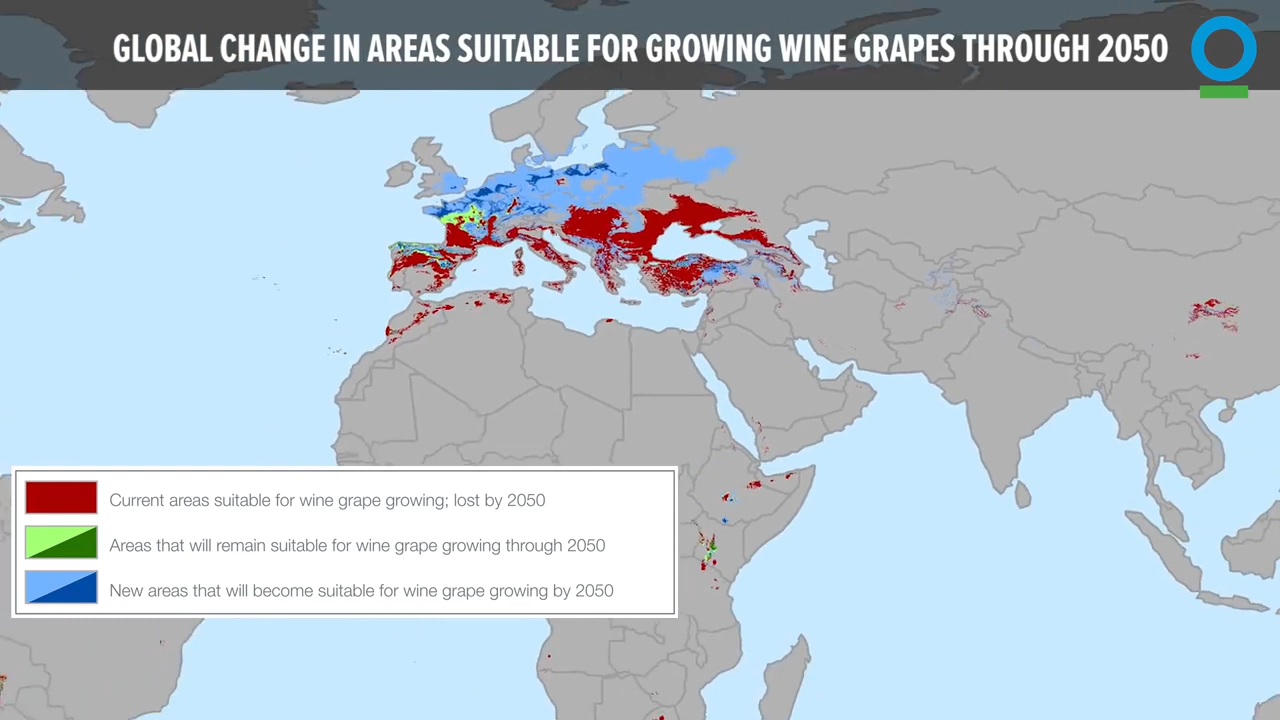 GLOBAL CHANGE IN AREAS SUITABLE FOR GROWING WINE GRAPES THROUGH 2050
Current areas suitable for wine grape growing; lost by 2050
Areas that will remain suitable for wine grape growing through 2050
New areas that will become suitable for wine grape growing by 2050